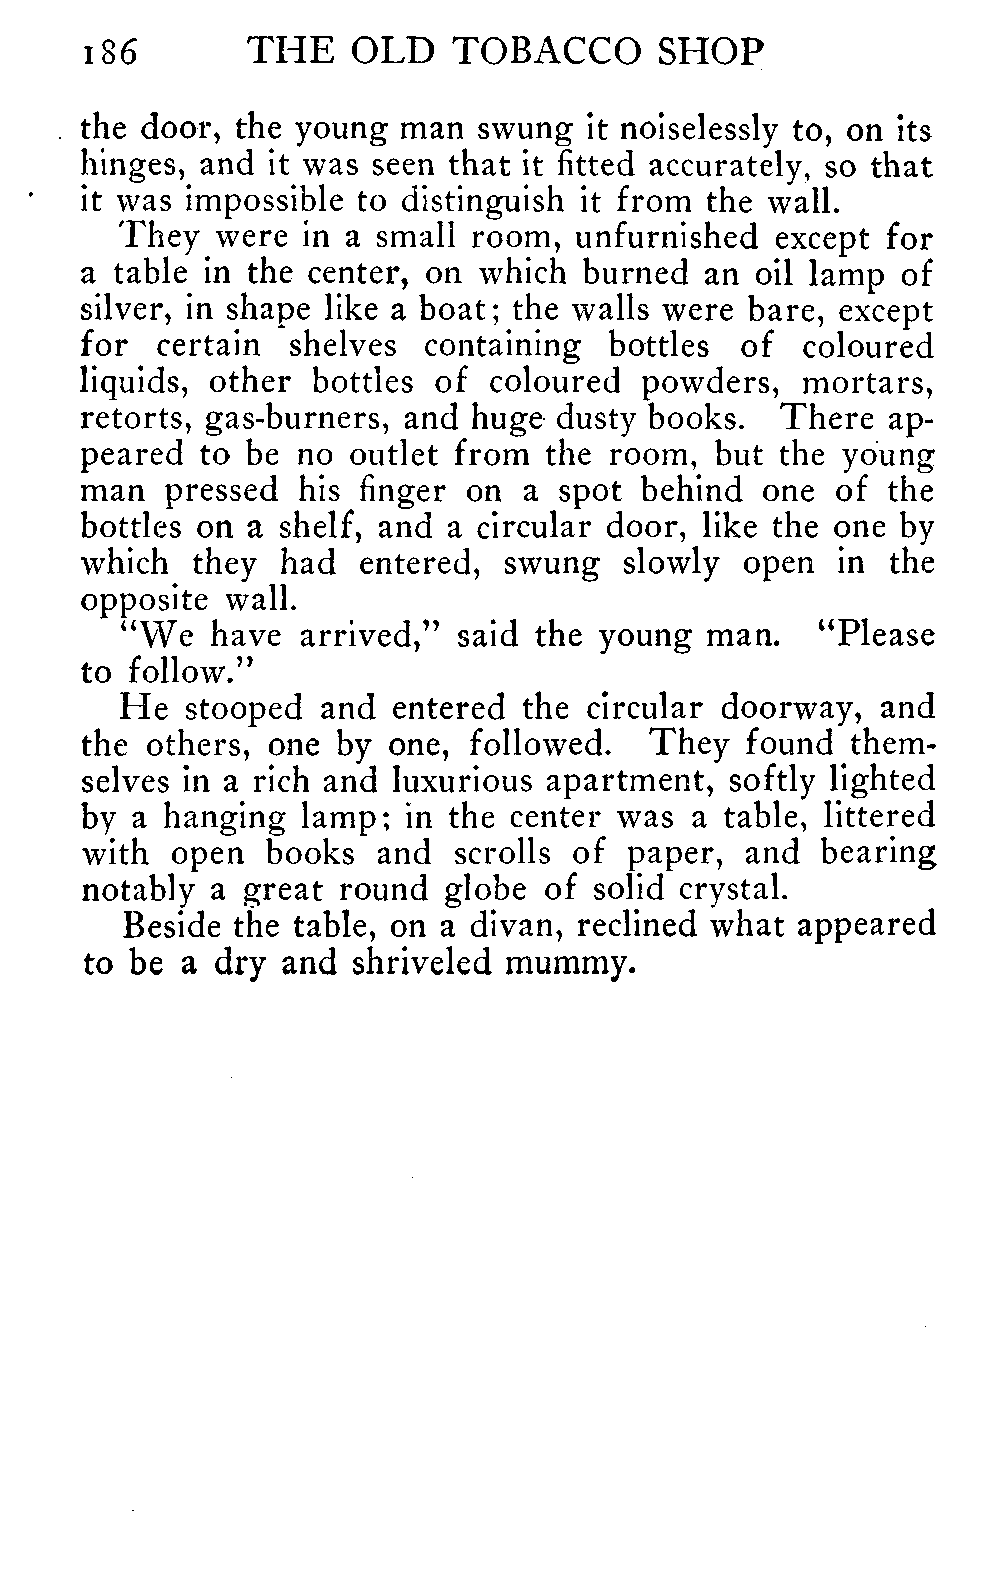 186 THE OLD TOBACCO SHOP
the door, the young man swung it noiselessly to, on its
hinges, and it was seen that it fitted accurately, so that
it was impossible to distinguish it from the wall.
They were in a small room, unfurnished except for
a table in the center, on which burned an oil lamp of
silver, in shape like a boat; the walls were bare, except
for certain shelves containing bottles of coloured
liquids, other bottles of coloured powders, mortars,
retorts, gas-burners, and huge dusty books. There ap-
peared to be no outlet from the room, but the young
man pressed his finger on a spot behind one of the
bottles on a shelf, and a circular door, like the one by
which they had entered, swung slowly open in the
opposite wall.
“We have arrived,” said the young man. “Please
to follow.”
He stooped and entered the circular doorway, and
the others, one by one, followed. They found them-
selves in a rich and luxurious apartment, softly lighted
by a hanging lamp; in the center was a table, littered
with open books and scrolls of paper, and bearing
notably a great round globe of solid crystal.
Beside the table, on a divan, reclined what appeared
to be a dry and shriveled mummy.